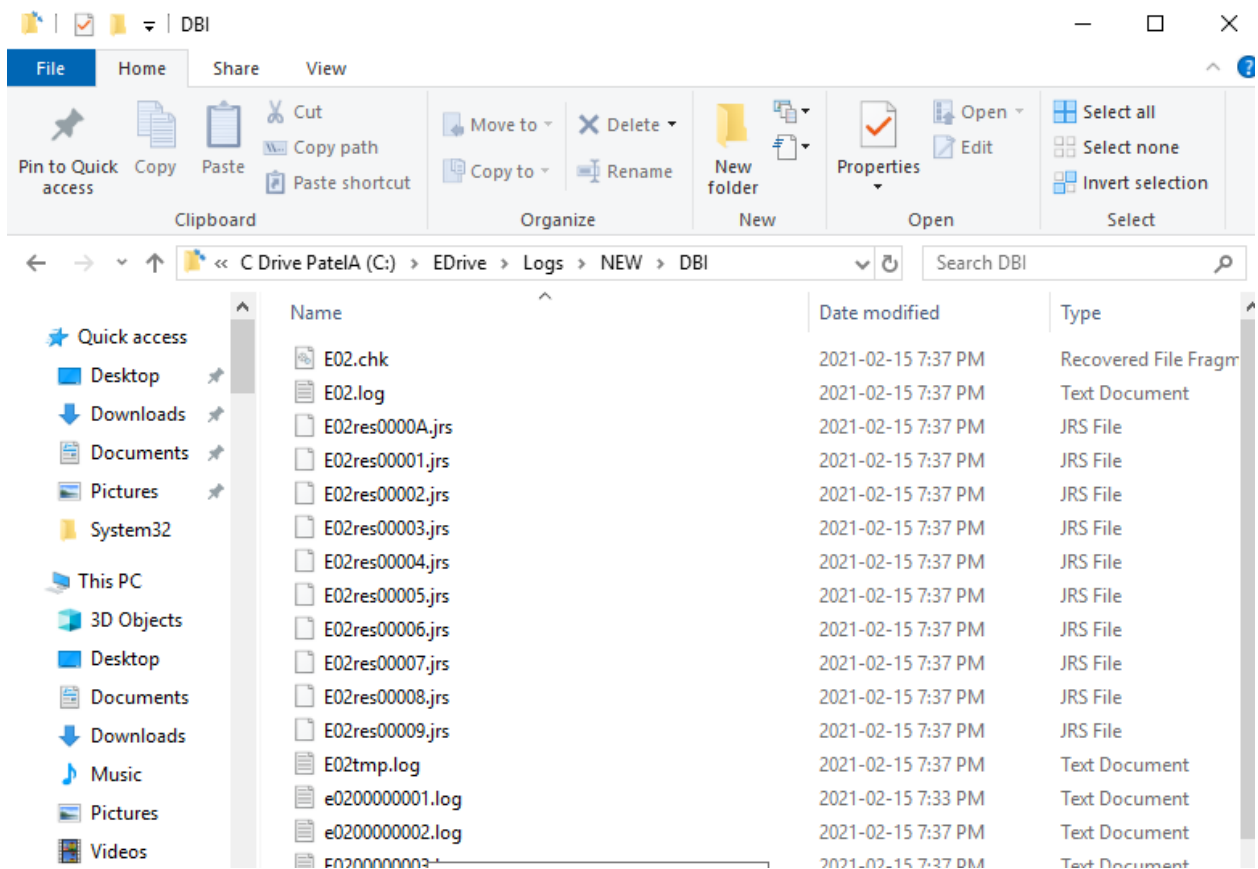 DBI
File Home Share View
Pin to Quick access
Copy
Paste
Cut
Copy path
Paste shortcut
Clipboard
Move to
Copy to
Delete
Rename
Organize
New folder
New
Properties
Open
Edit
Open
Select all
Select none
Invert selection
Select
« C Drive PatelA (C:) > EDrive > Logs > NEW > DBI
Search DBI
Quick access
Desktop
Downloads
Documents
Pictures
System32
This PC
3D Objects
Desktop
Documents
Downloads
Music
Pictures
Videos
Name Date modified Type
E02.chk 2021-02-15 7:37 PM Recovered File Fragm
E02.log 2021-02-15 7:37 PM Text Document
E02res0000A.jrs 2021-02-15 7:37 PM JRS File
E02res00001.jrs 2021-02-15 7:37 PM JRS File
E02res00002.jrs 2021-02-15 7:37 PM JRS File
E02res00003.jrs 2021-02-15 7:37 PM JRS File
E02res00004.jrs 2021-02-15 7:37 PM JRS File
E02res00005.jrs 2021-02-15 7:37 PM JRS File
E02res00006.jrs 2021-02-15 7:37 PM JRS File
E02res00007.jrs 2021-02-15 7:37 PM JRS File
E02res00008.jrs 2021-02-15 7:37 PM JRS File
E02res00009.jrs 2021-02-15 7:37 PM JRS File
E02tmp.log 2021-02-15 7:37 PM Text Document
e0200000001.log 2021-02-15 7:33 PM Text Document
e0200000002.log 2021-02-15 7:37 PM Text Document
2021-02-15 7:37 PM Text Document